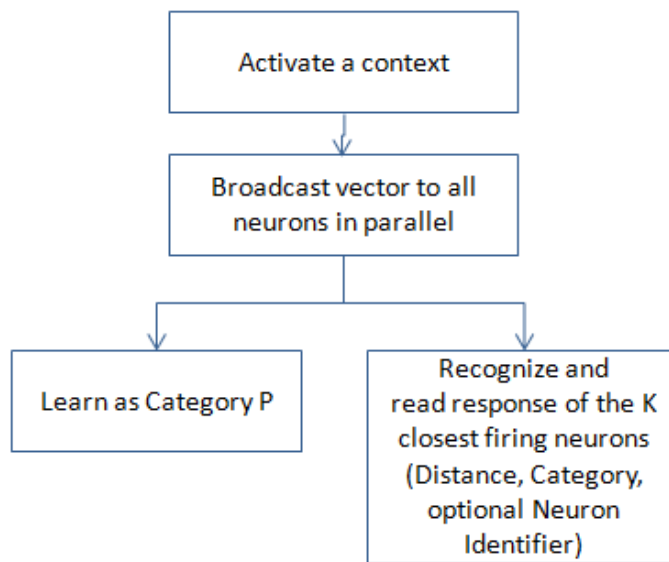 Activate a context
Broadcast vector to all
neurons in parallel
Learn as Category P
Recognize and
read response of the K
closest firing neurons
(Distance, Category,
optional Neuron
Identifier)